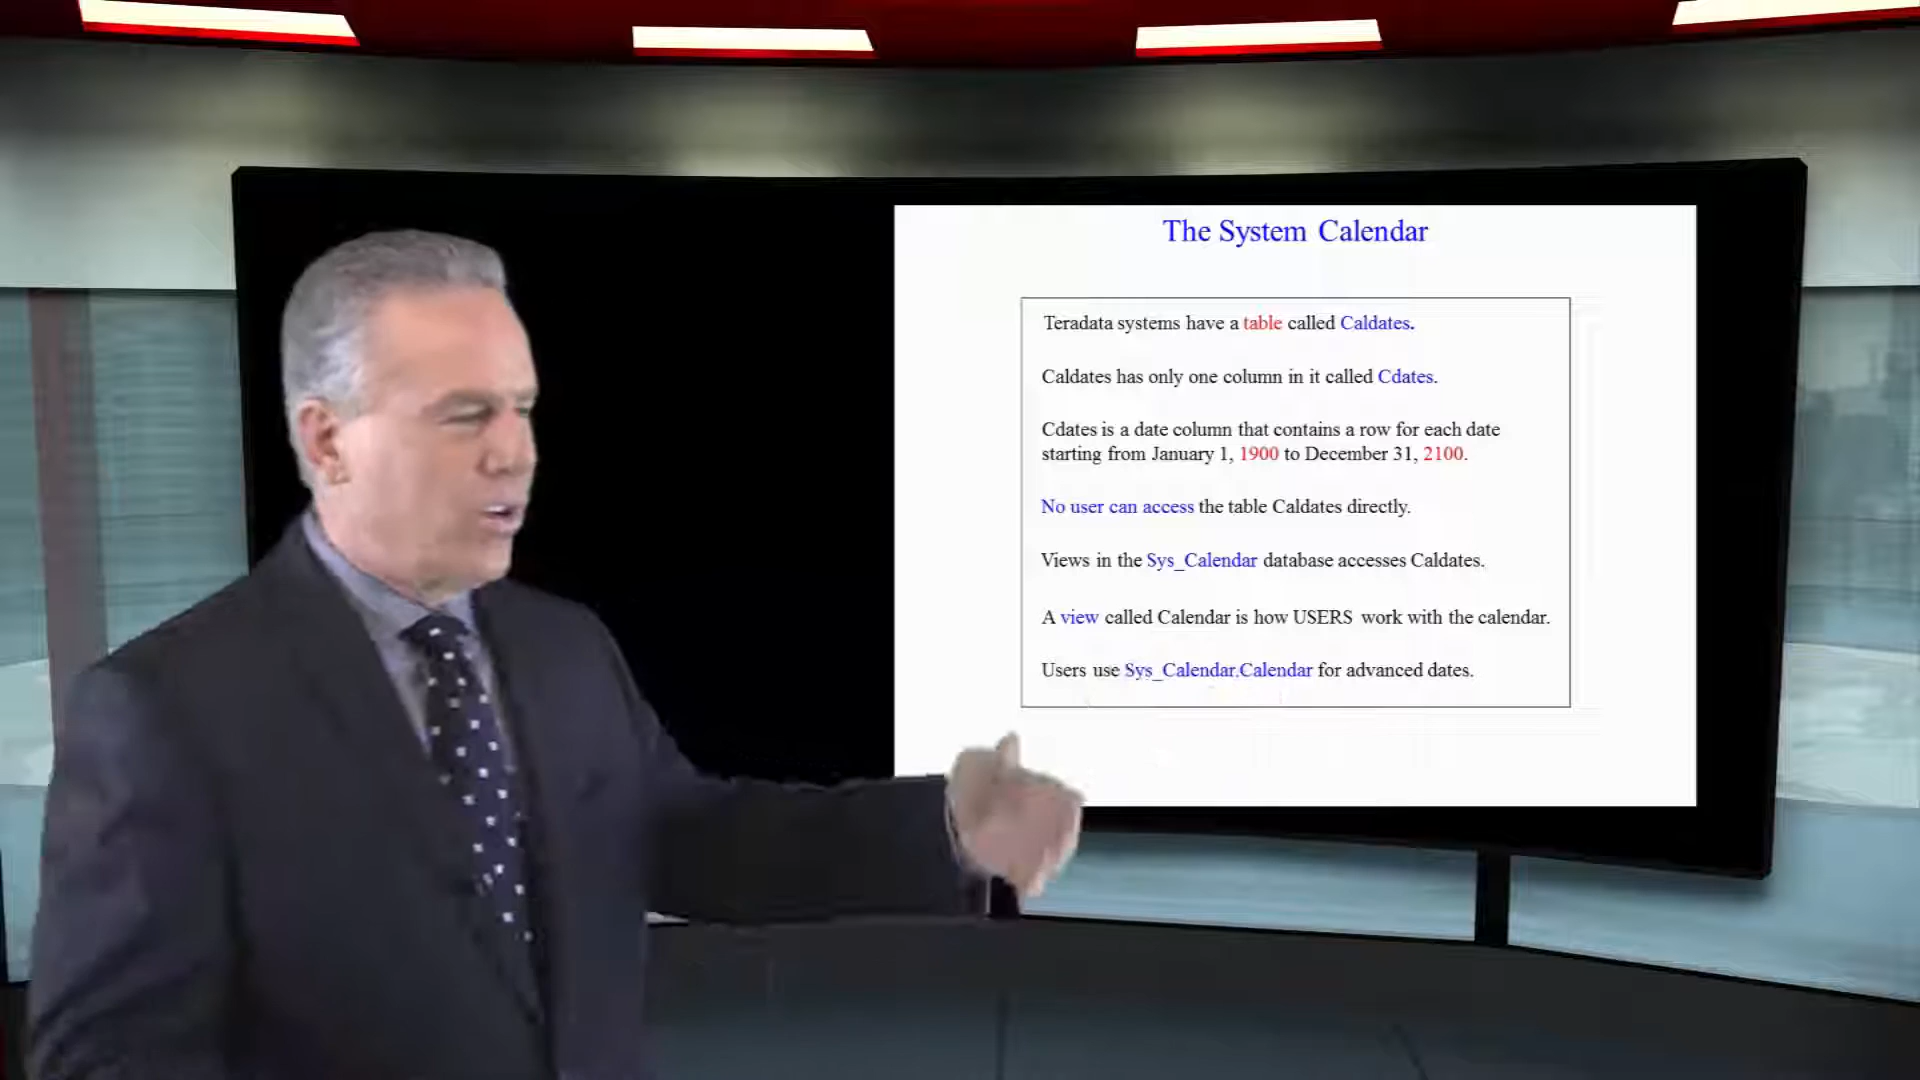 The System Calendar
Teradata systems have a table called Caldates.
Caldates has only one column in it called Cdates.
Cdates is a date column that contains a row for each date
starting from January 1, 1900 to December 31, 2100.
No user can access the table Caldates directly.
Views in the Sys_Calendar database accesses Caldates.
A view called Calendar is how USERS work with the calendar.
Users use Sys_Calendar.Calendar for advanced dates.